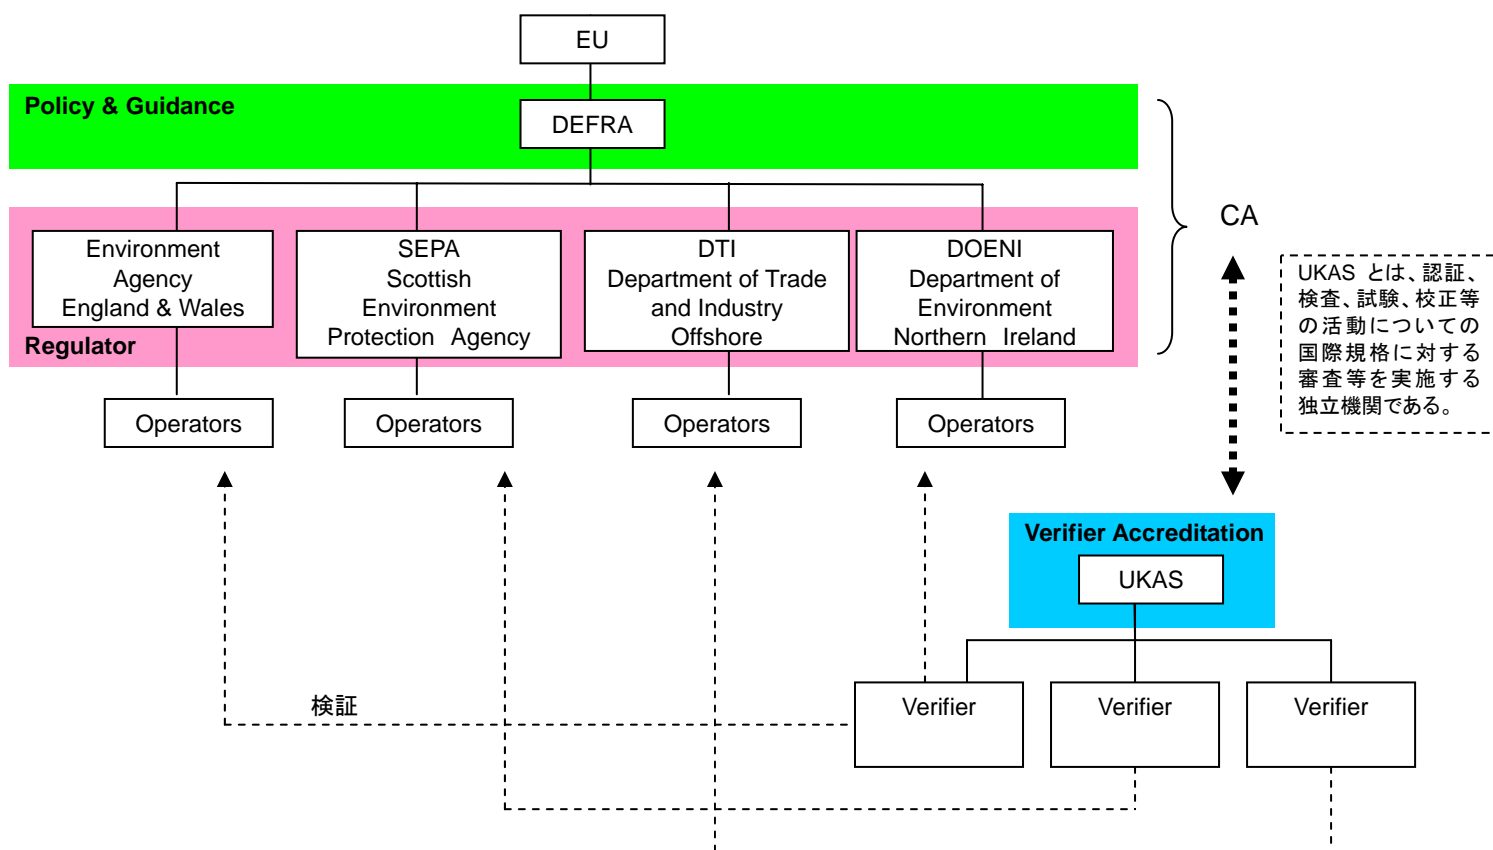 EU
Policy & Guidance
DEFRA
CA
Environment
Agency
England & Wales
SEPA
Scottish
Environment
Protection Agency
DTI
Department of Trade
and Industry
Offshore
DOENI
Department of
Environment
Northern Ireland
Regulator
UKAS とは、認証、
検査、試験、校正等
の活動についての
国際規格に対する
審査等を実施する
独立機関である。
Operators
Operators
Operators
Operators
Verifier Accreditation
UKAS
検証
Verifier
Verifier
Verifier